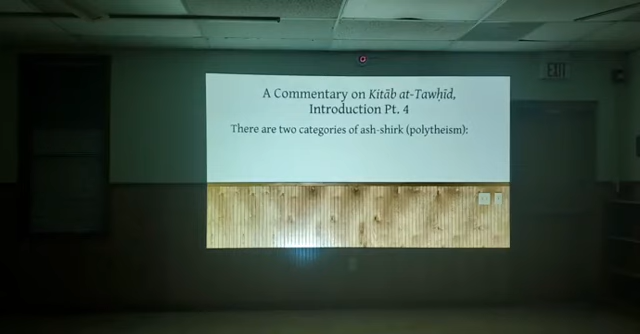 A Commentary on Kitāb at-Tawḥīd,
Introduction Pt. 4
There are two categories of ash-shirk (polytheism):
EXIT